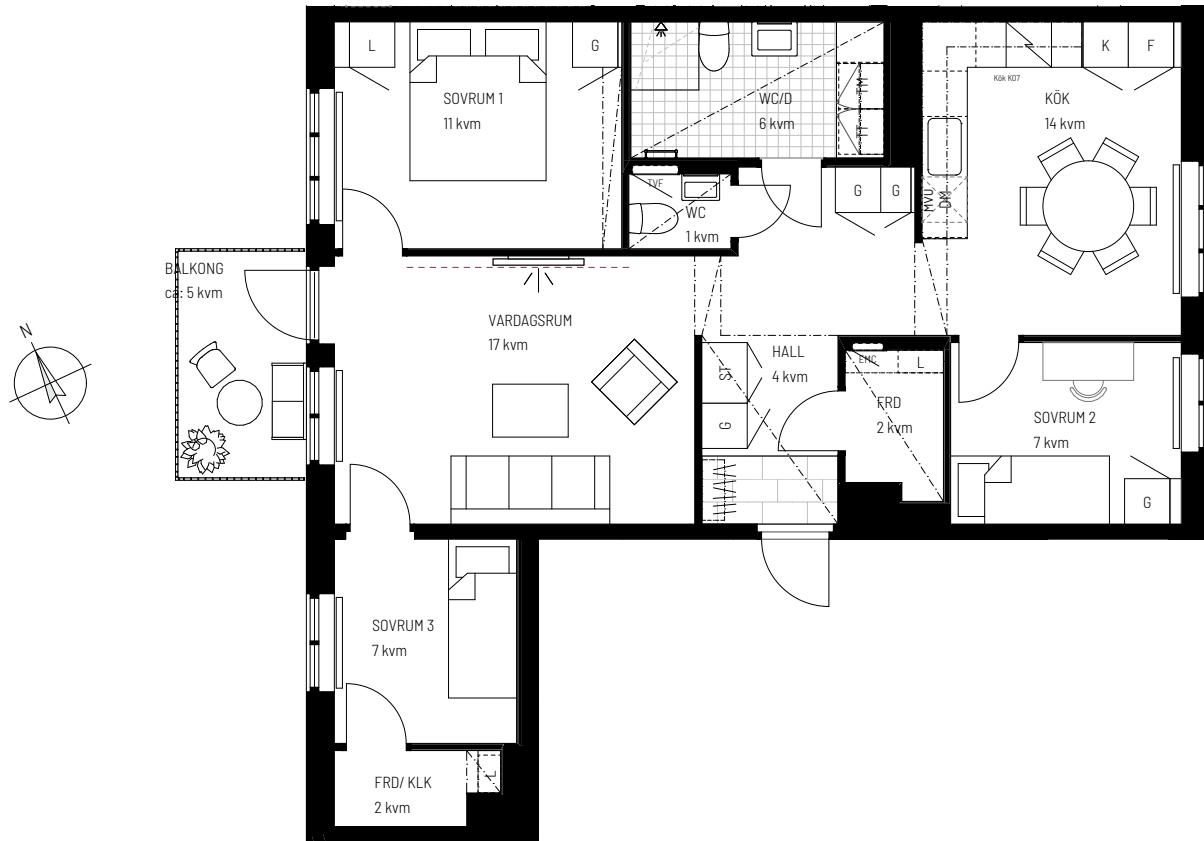 L
G
SOVRUM 1
11 kvm
WC/D
6 kvm
TM
TT
Kök K07
K
F
KÖK
14 kvm
MVU
DM
TVF
WC
1 kvm
G
G
BALKONG
ca: 5 kvm
N
VARDAGSRUM
17 kvm
HALL
4 kvm
ST
G
EMC
L
FRD
2 kvm
SOVRUM 2
7 kvm
G
SOVRUM 3
7 kvm
FRD/ KLK
2 kvm
L